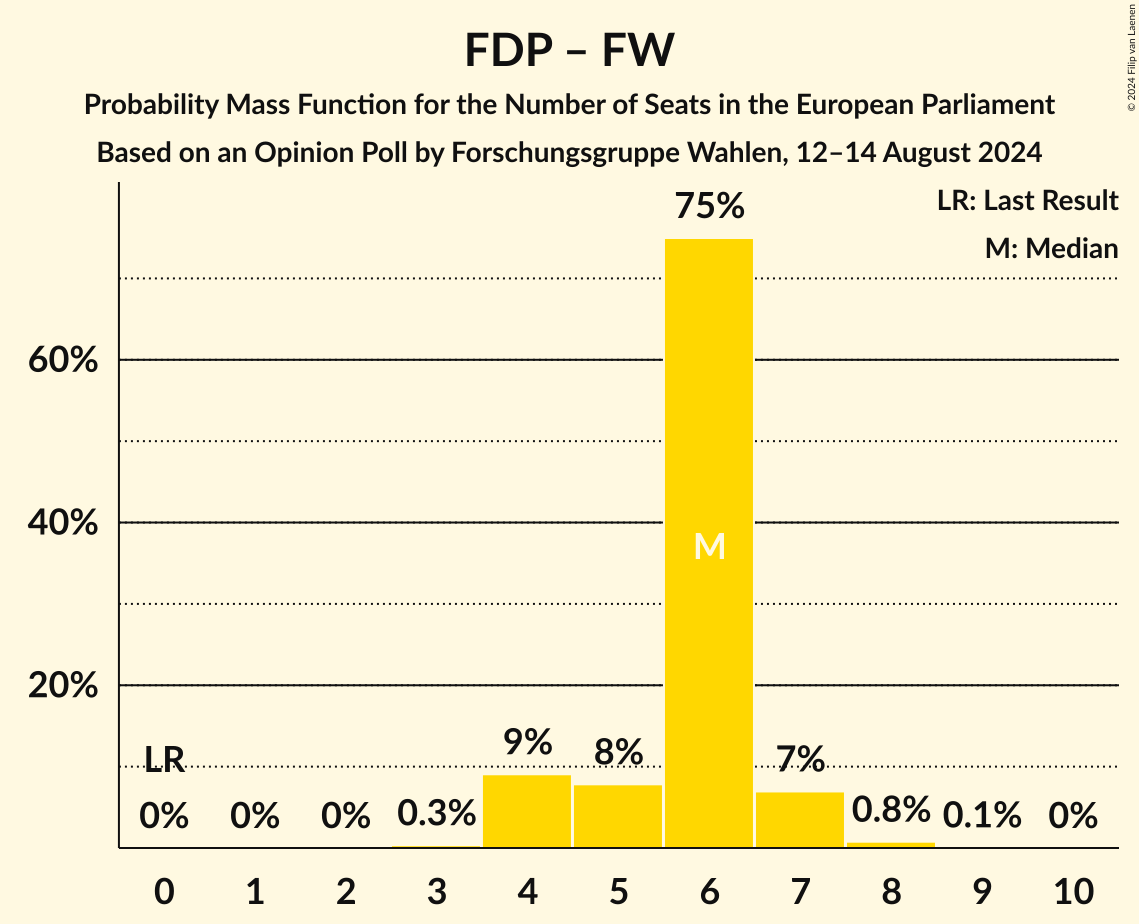 FDP – FW
Probability Mass Function for the Number of Seats in the European Parliament
Based on an Opinion Poll by Forschungsgruppe Wahlen, 12–14 August 2024
© 2024 Filip van Laenen
LR: Last Result
M: Median
75%
60%
40%
M
20%
LR
9%
8%
7%
0%
0%
0%
0.3%
0.8%
0.1%
0%
0 1 2 3 4 5 6 7 8 9 10